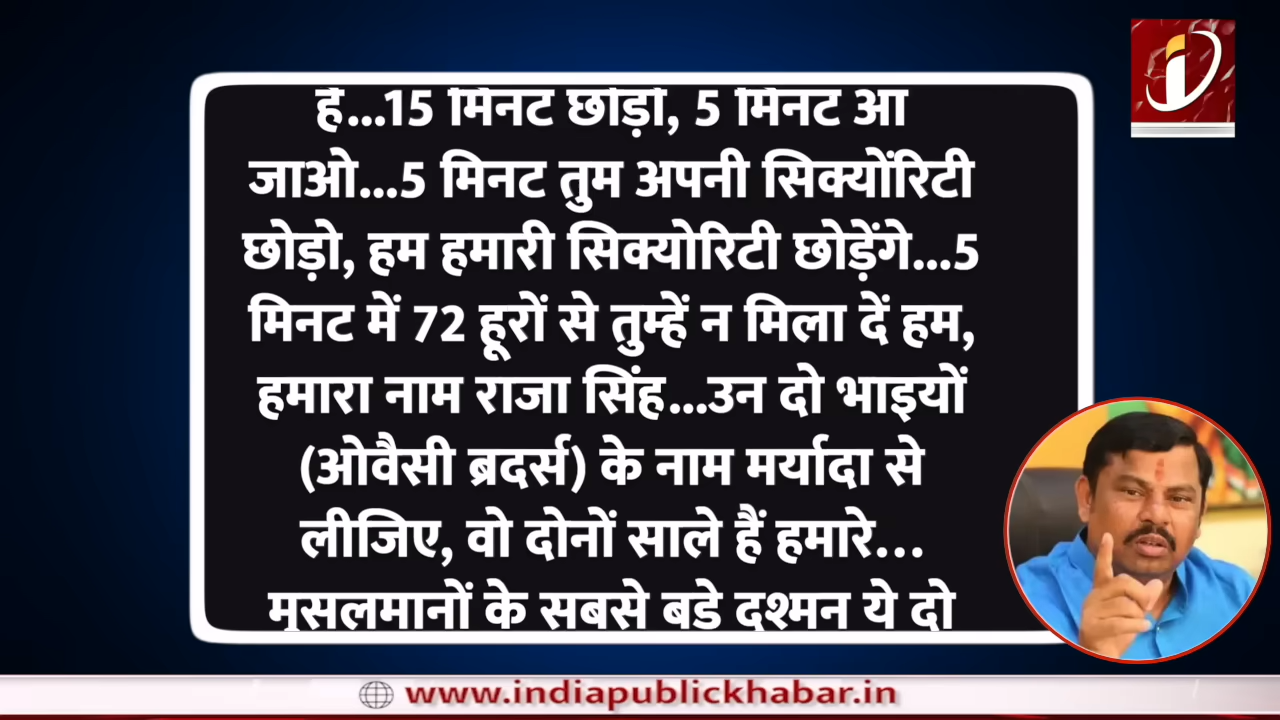 हैं...15 मिनट छोड़ो, 5 मिनट आ
जाओ...5 मिनट तुम अपनी सिक्योंरिटी
छोड़ो, हम हमारी सिक्योरिटी छोड़ेंगे...5
मिनट में 72 हूरों से तुम्हें न मिला दें हम,
हमारा नाम राजा सिंह...उन दो भाइयों
(ओवैसी ब्रदर्स) के नाम मर्यादा से
लीजिए, वो दोनों साले हैं हमारे...
मुसलमानों के सबसे बड़े दुश्मन ये दो
www.indiapublickhabar.in